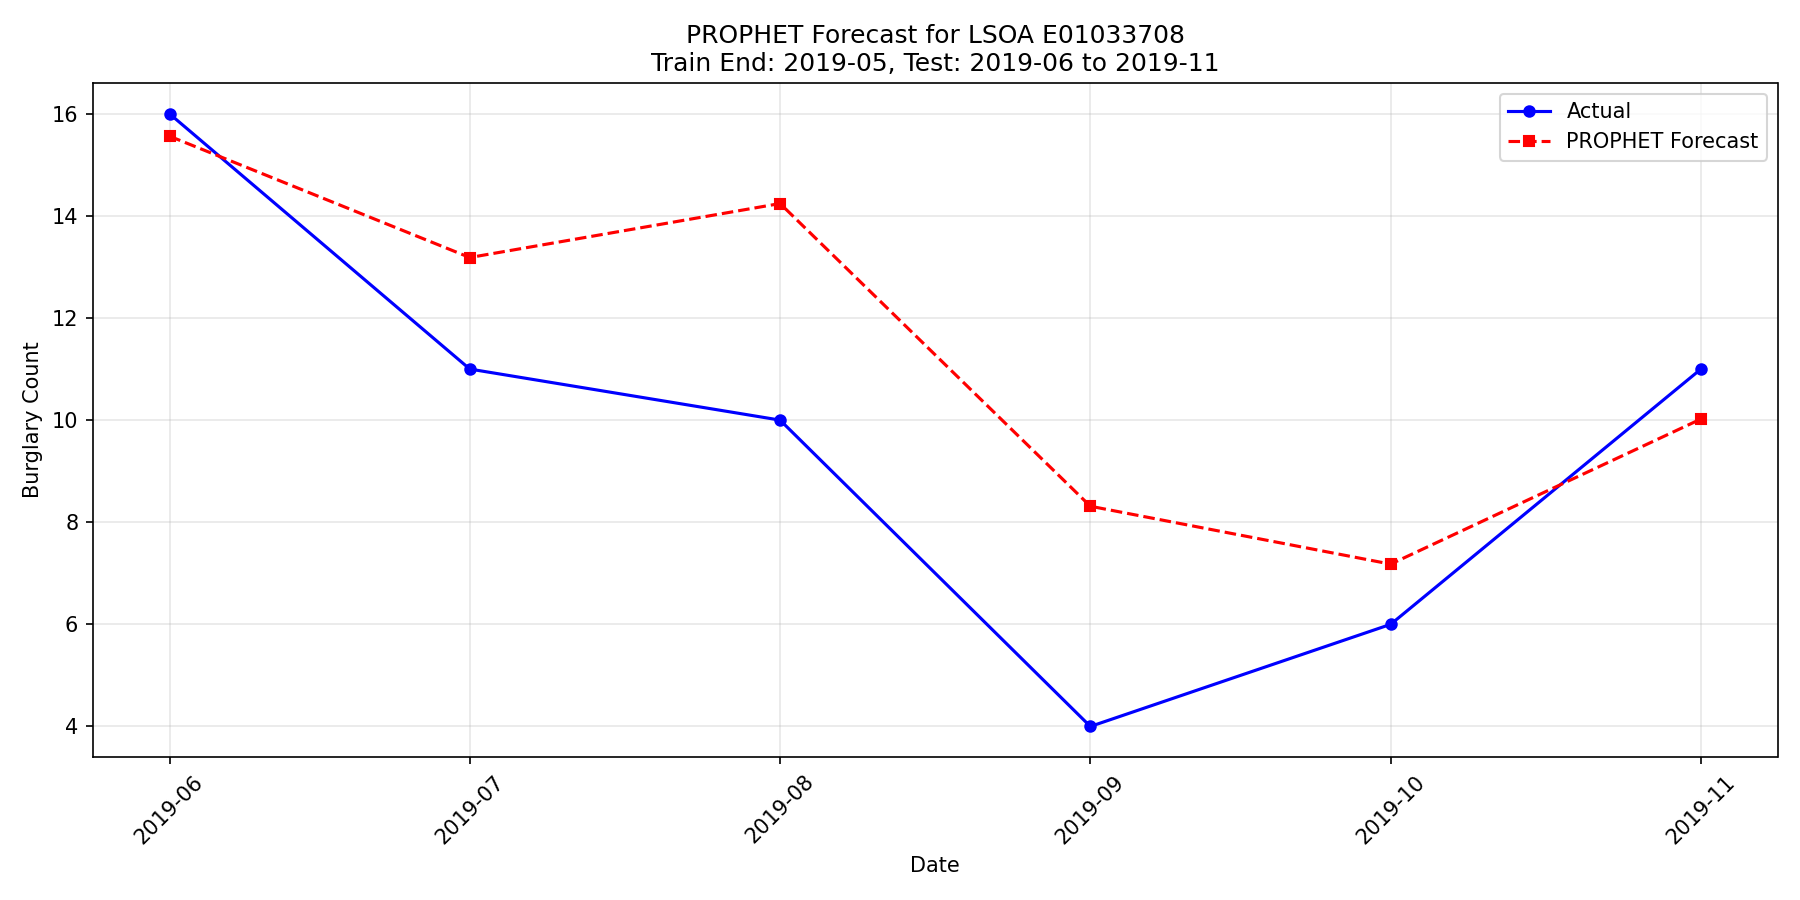 PROPHET Forecast for LSOA E01033708
Train End: 2019-05, Test: 2019-06 to 2019-11
Actual
PROPHET Forecast
Burglary Count
16
14
12
10
8
6
4
2019-06
2019-07
2019-08
2019-09
2019-10
2019-11
Date